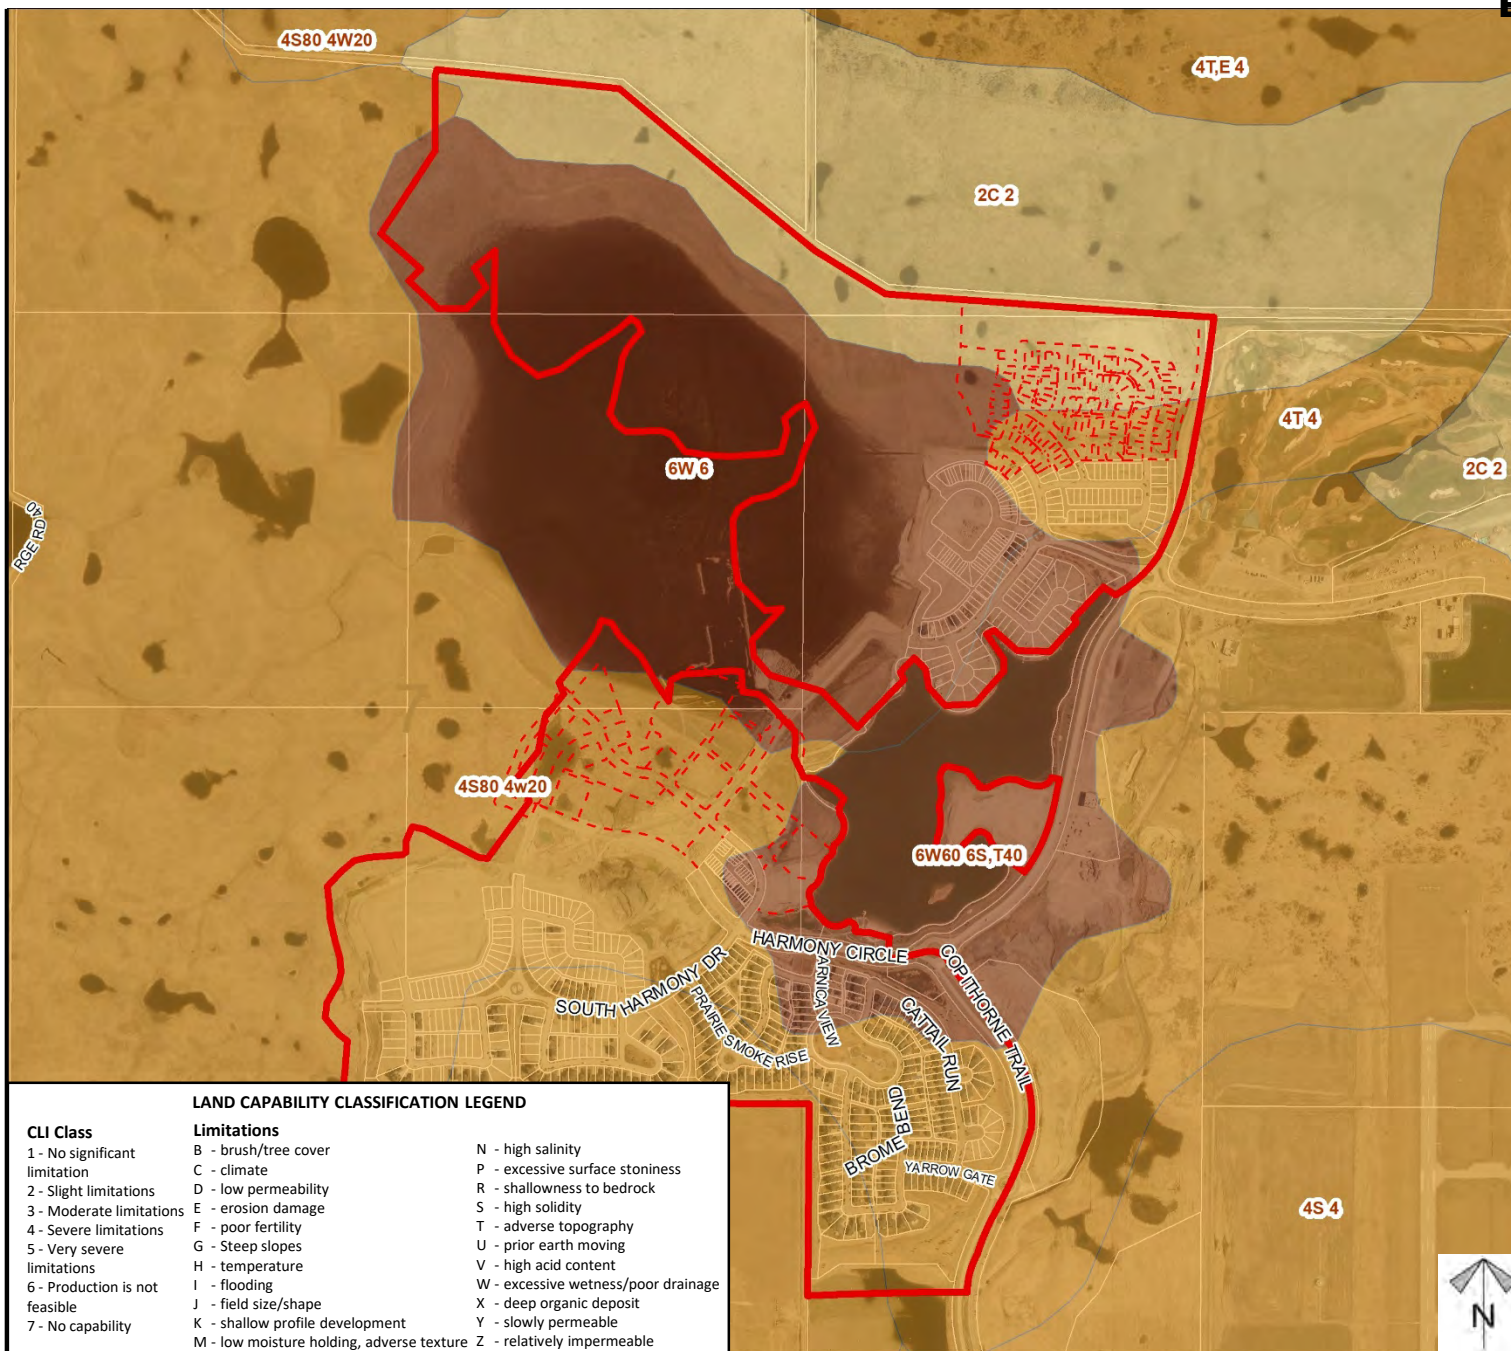 4S80 4W20
4T,E 4
2C 2
4T 4
6W 6
2C 2
RGE RD 40
4S80 4w20
6W60 6S,T40
HARMONY CIRCLE
SOUTH HARMONY DR
ARNICA VIEW
COPITHORNE TRAIL
PRAIRIE SMOKE RISE
CATTAIL RUN
BROME BEND
YARROW GATE
4S 4
N
LAND CAPABILITY CLASSIFICATION LEGEND
CLI Class
1 - No significant
limitation
2 - Slight limitations
3 - Moderate limitations
4 - Severe limitations
5 - Very severe
limitations
6 - Production is not
feasible
7 - No capability
Limitations
B - brush/tree cover
C - climate
D - low permeability
E - erosion damage
F - poor fertility
G - Steep slopes
H - temperature
I - flooding
J - field size/shape
K - shallow profile development
M - low moisture holding, adverse texture
N - high salinity
P - excessive surface stoniness
R - shallowness to bedrock
S - high solidity
T - adverse topography
U - prior earth moving
V - high acid content
W - excessive wetness/poor drainage
X - deep organic deposit
Y - slowly permeable
Z - relatively impermeable